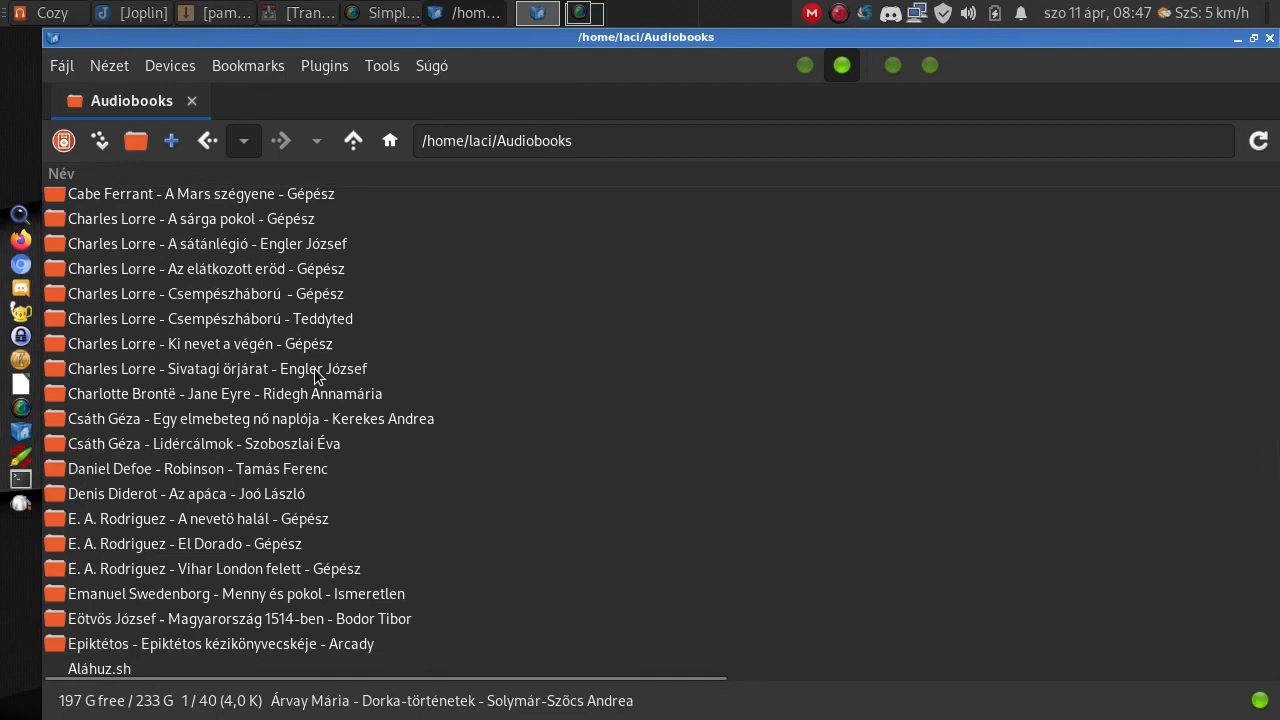 Cozy [Joplin] [pam... [Tran... Simpl... /hom... szo 11 ápr, 08:47 SzS: 5 km/h
/home/laci/Audiobooks
Fájl Nézet Devices Bookmarks Plugins Tools Súgó
Audiobooks
/home/laci/Audiobooks
Név
Cabe Ferrant - A Mars szégyene - Gépész
Charles Lorre - A sárga pokol - Gépész
Charles Lorre - A sátánlégió - Engler József
Charles Lorre - Az elátkozott eröd - Gépész
Charles Lorre - Csempészháború  - Gépész
Charles Lorre - Csempészháború - Teddyted
Charles Lorre - Ki nevet a végén - Gépész
Charles Lorre - Sivatagi örjárat - Engler József
Charlotte Brontë - Jane Eyre - Ridegh Annamária
Csáth Géza - Egy elmebeteg nő naplója - Kerekes Andrea
Csáth Géza - Lidércálmok - Szoboszlai Éva
Daniel Defoe - Robinson - Tamás Ferenc
Denis Diderot - Az apáca - Joó László
E. A. Rodriguez - A nevetö halál - Gépész
E. A. Rodriguez - El Dorado - Gépész
E. A. Rodriguez - Vihar London felett - Gépész
Emanuel Swedenborg - Menny és pokol - Ismeretlen
Eötvös József - Magyarország 1514-ben - Bodor Tibor
Epiktétos - Epiktétos kézikönyvecskéje - Arcady
Aláhuz.sh
197 G free / 233 G 1 / 40 (4,0 K) Árvay Mária - Dorka-történetek - Solymár-Szõcs Andrea